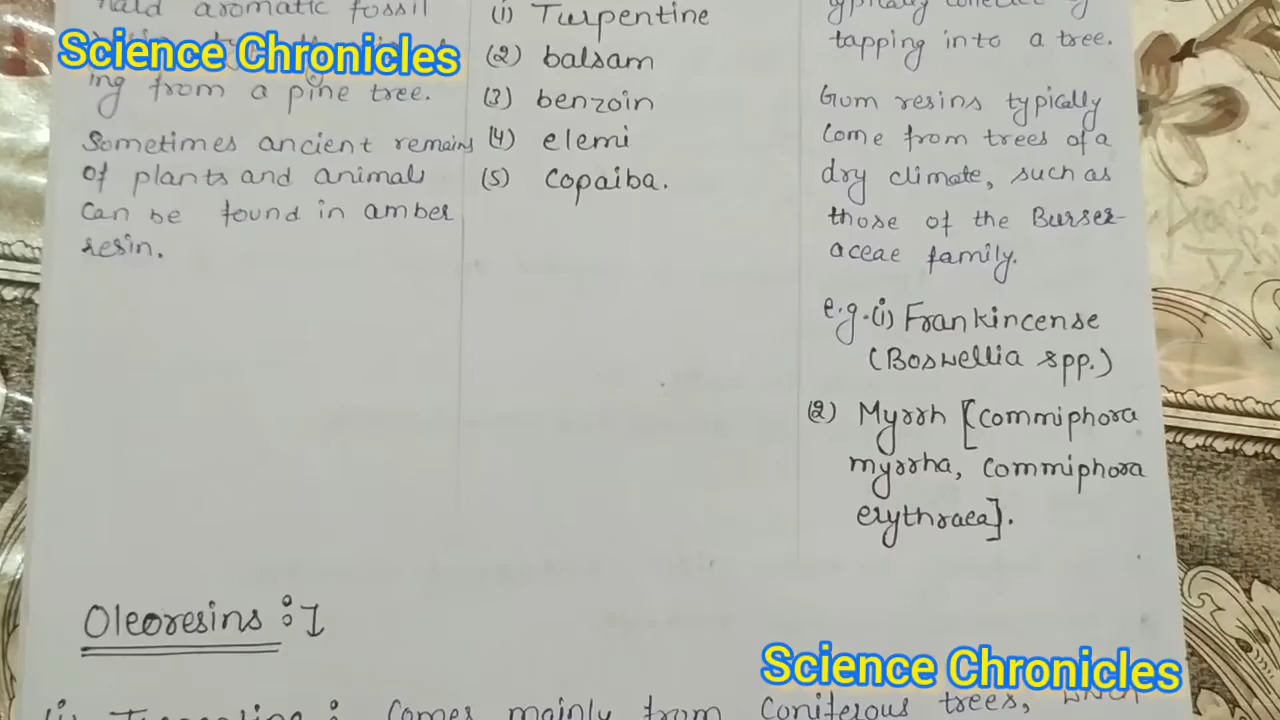 hard aromatic fossil
Science Chronicles
ing from a pine tree.
Sometimes ancient remains
of plants and animals
can be found in amber
resin.
(1) Turpentine
(2) balsam
(3) benzoin
(4) elemi
(5) Copaiba.
tapping into a tree.
Gum resins typically
come from trees of a
dry climate, such as
those of the Burser-
aceae family.
e.g. (i) Frankincense
(Boswellia spp.)
(2) Myrrh [Commiphora
myrrha, Commiphora
erythraea].
Oleoresins :-
Comes mainly from coniferous trees,
Science Chronicles